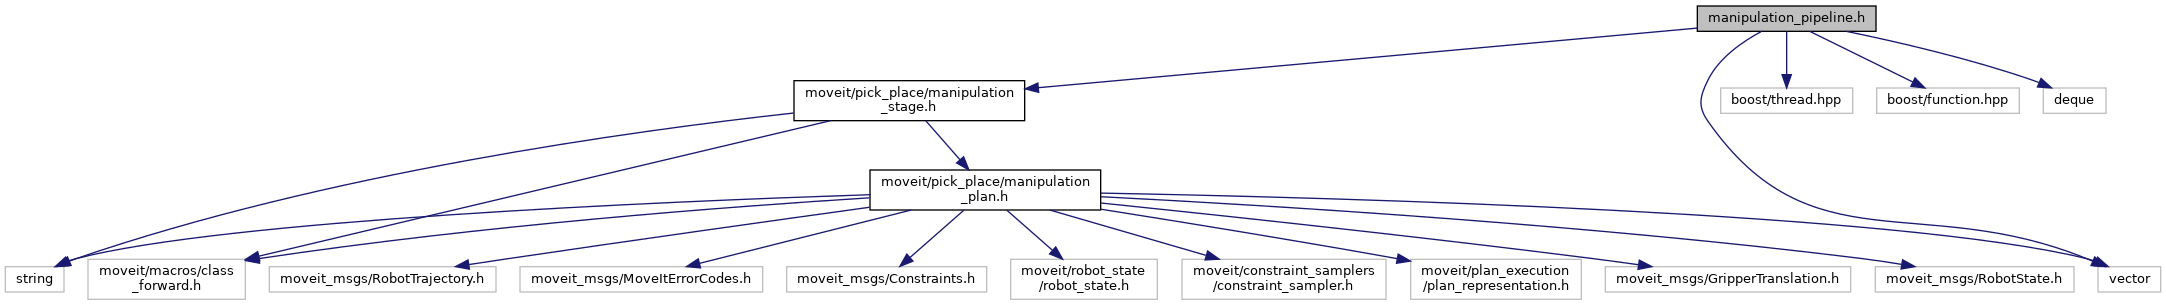 manipulation_pipeline.h
moveit/pick_place/manipulation
_stage.h
boost/thread.hpp
boost/function.hpp
deque
moveit/pick_place/manipulation
_plan.h
string
moveit/macros/class
_forward.h
moveit_msgs/RobotTrajectory.h
moveit_msgs/MoveItErrorCodes.h
moveit_msgs/Constraints.h
moveit/robot_state
/robot_state.h
moveit/constraint_samplers
/constraint_sampler.h
moveit/plan_execution
/plan_representation.h
moveit_msgs/GripperTranslation.h
moveit_msgs/RobotState.h
vector